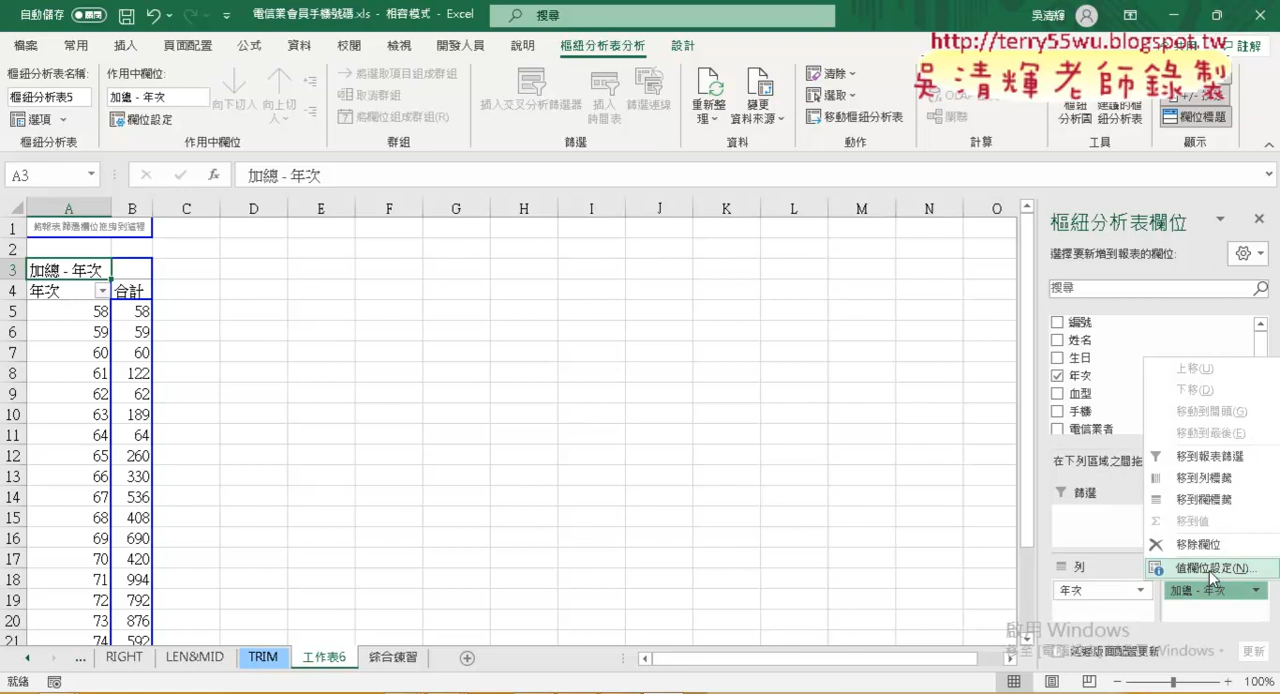 自動儲存
電信業會員手機號碼.xls - 相容模式 - Excel
搜尋
吳清輝
檔案 常用 插入 頁面配置 公式 資料 校閱 檢視 開發人員 說明 樞紐分析表分析 設計
註解
http://terry55wu.blogspot.tw
吳清輝老師錄製
樞紐分析表名稱: 作用中欄位:
樞紐分析表5 加總 - 年次
選項 欄位設定
向下切入 向上切入
將選取項目組成群組
取消群組
將欄位組成群組(R)
插入交叉分析篩選器 插入時間表 篩選連線
重新整理 變更資料來源
清除
選取
移動樞紐分析表
關聯
樞紐分析圖 建議的樞紐分析表
欄位標題
樞紐分析表 作用中欄位 群組 篩選 資料 動作 計算 工具 顯示
A3 fx 加總 - 年次
A B C D E F G H I J K L M N O
1 將報表篩選欄位拖曳到這裡
2
3 加總 - 年次
4 年次 合計
5 58 58
6 59 59
7 60 60
8 61 122
9 62 62
10 63 189
11 64 64
12 65 260
13 66 330
14 67 536
15 68 408
16 69 690
17 70 420
18 71 994
19 72 792
20 73 876
21 74 592
樞紐分析表欄位
選擇要新增到報表的欄位:
搜尋
編號
姓名
生日
年次
血型
手機
電信業者
在下列區域之間拖
篩選
列
年次 加總 - 年次
上移(U)
下移(D)
移動到開頭(G)
移動到最後(E)
移到報表篩選
移到列標籤
移到欄標籤
移到值
移除欄位
值欄位設定(N)...
啟用 Windows
更新
... RIGHT LEN&MID TRIM 工作表6 綜合練習
就緒
100%